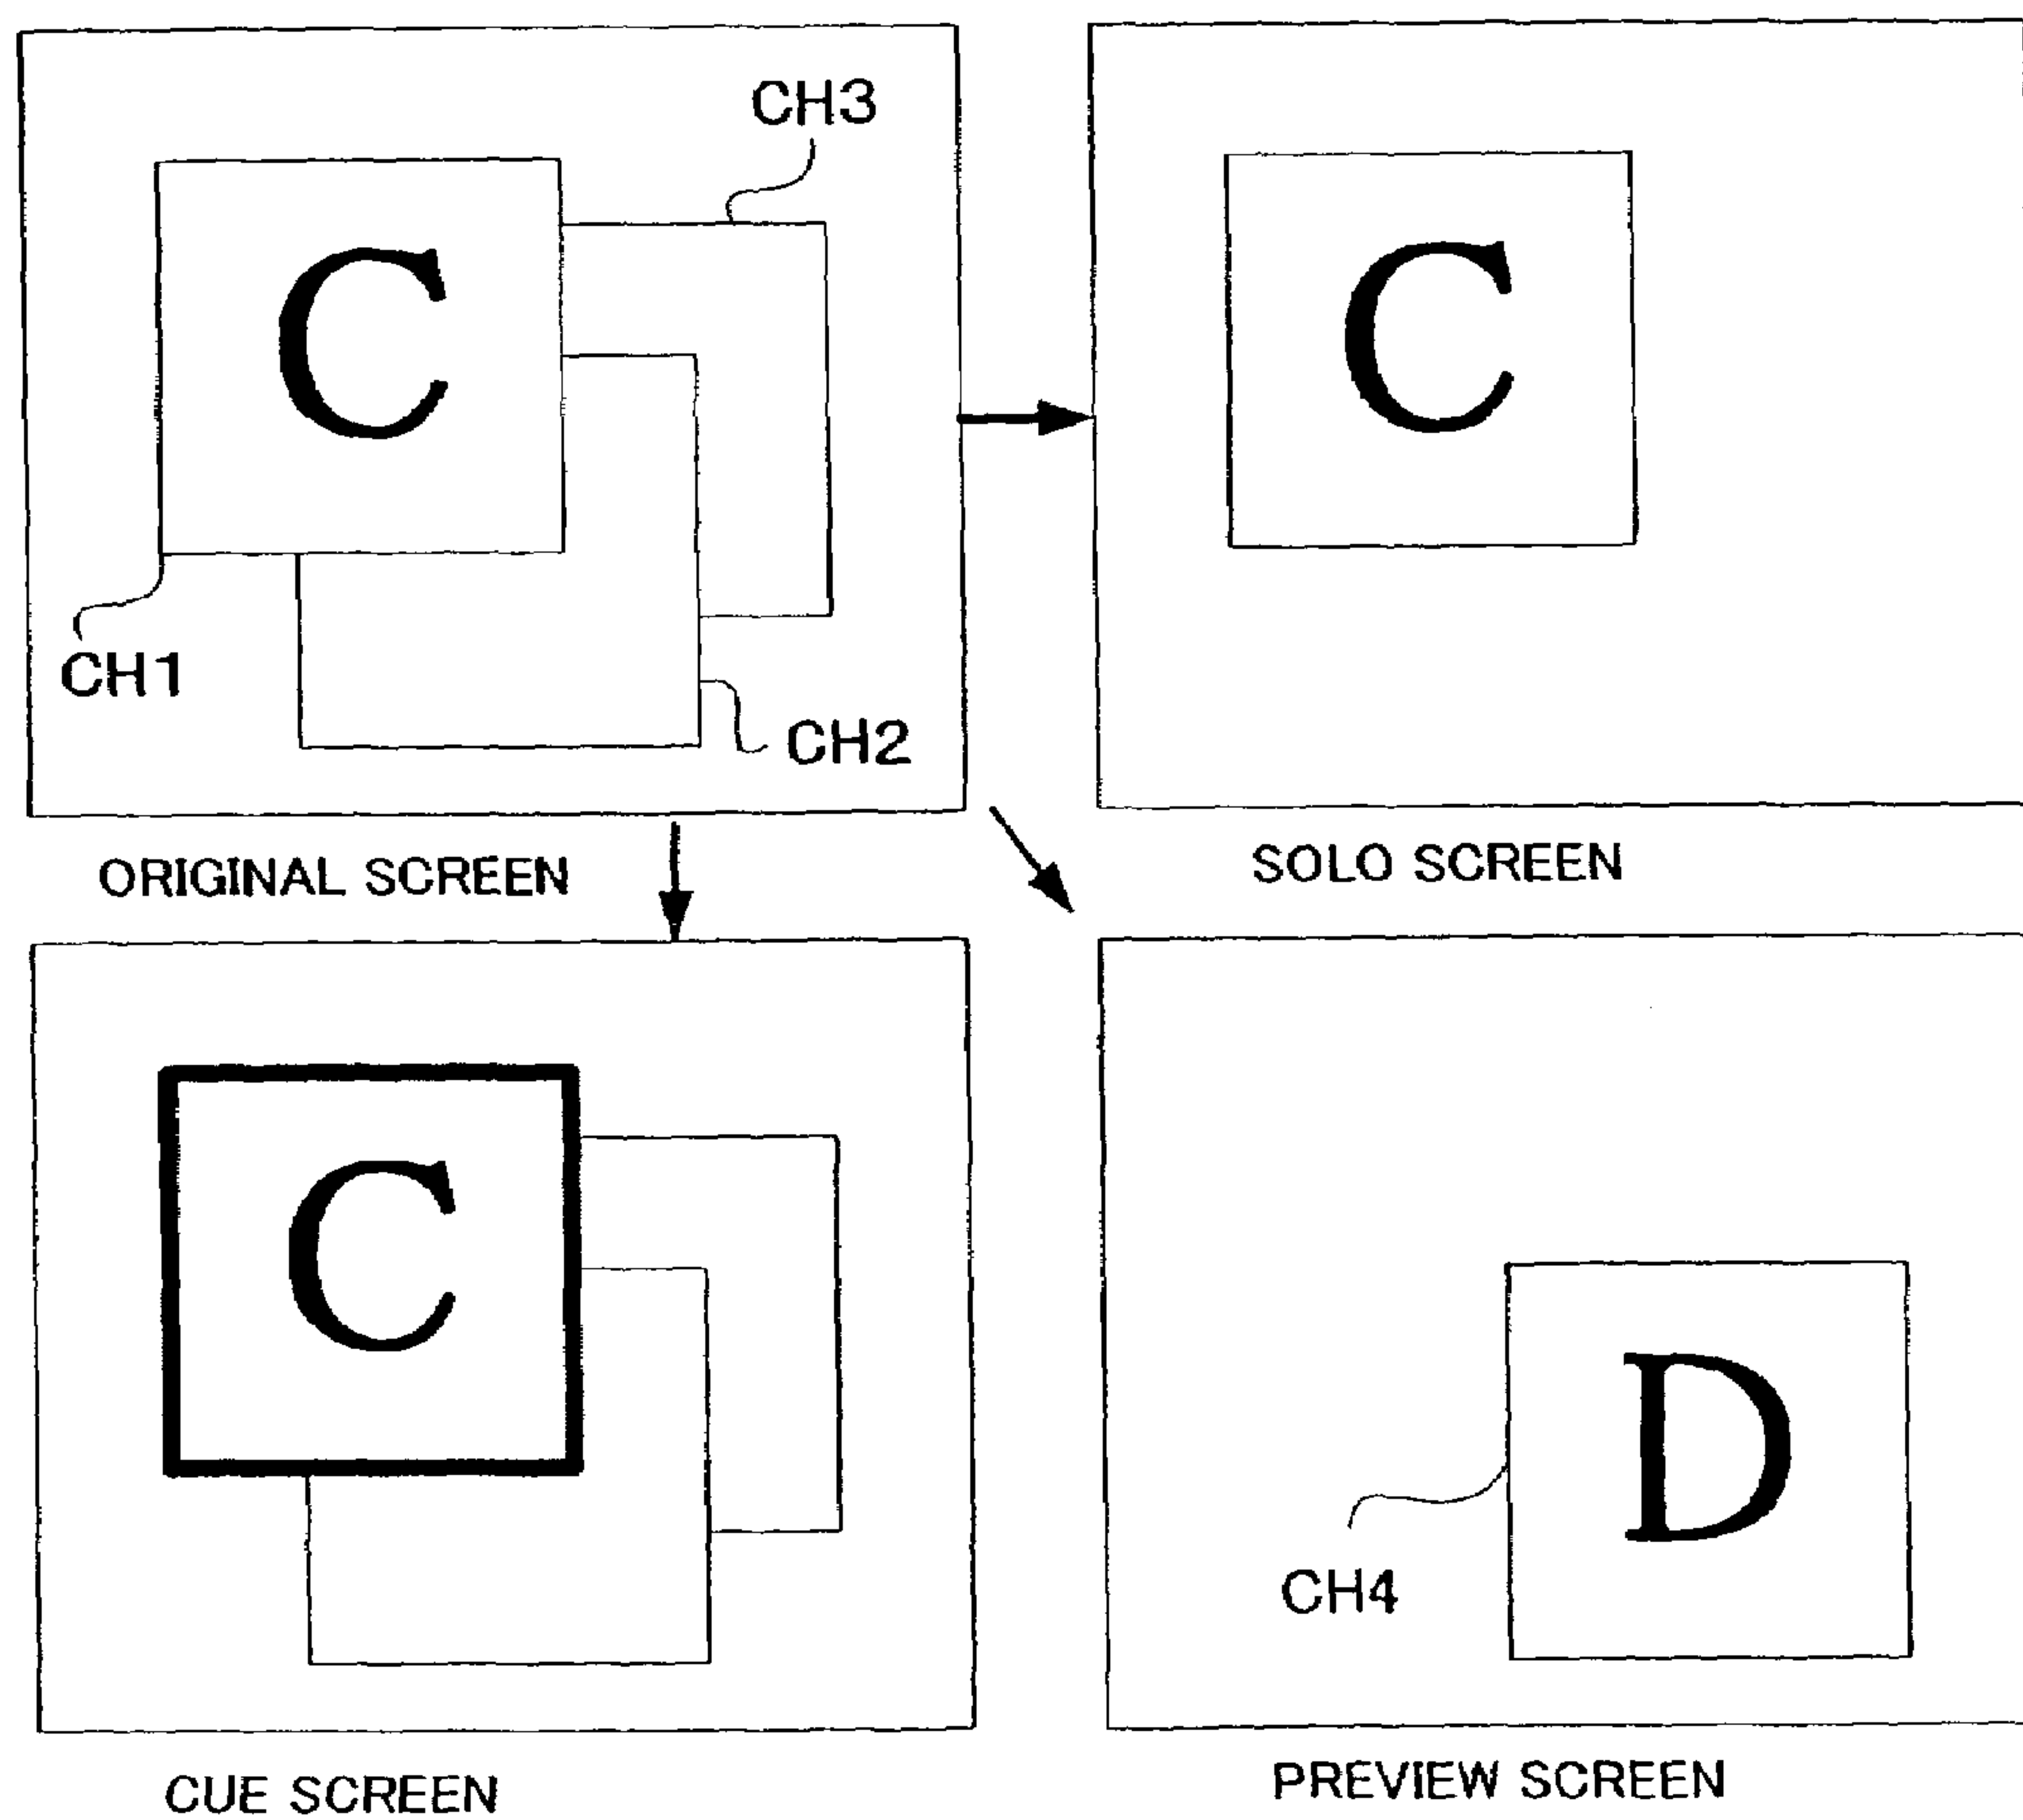 CH3
C
C
CH1
CH2
ORIGINAL SCREEN
SOLO SCREEN
C
D
CH4
CUE SCREEN
PREVIEW SCREEN